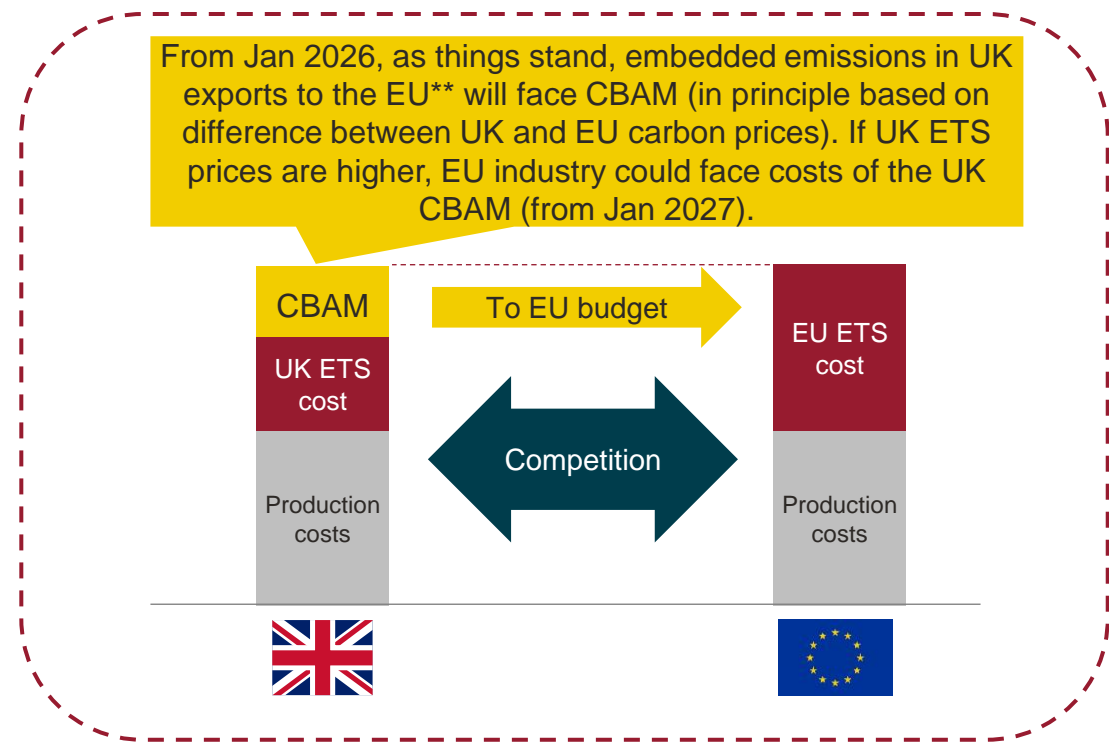 From Jan 2026, as things stand, embedded emissions in UK
exports to the EU** will face CBAM (in principle based on
difference between UK and EU carbon prices). If UK ETS
prices are higher, EU industry could face costs of the UK
CBAM (from Jan 2027).
CBAM
To EU budget
EU ETS
cost
UK ETS
cost
Competition
Production
costs
Production
costs